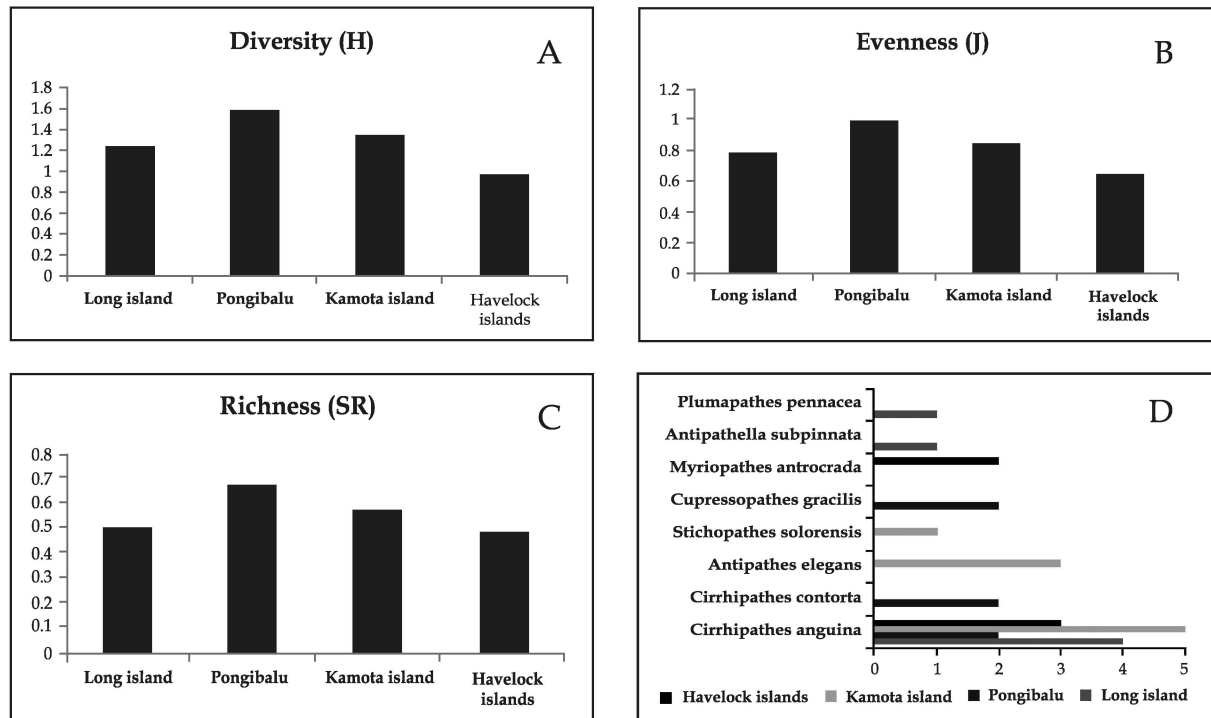 Diversity (H)
A
1.8
1.6
1.4
1.2
1
0.8
0.6
0.4
0.2
0
Long island Pongibalu Kamota island Havelock
islands
Evenness (J)
B
1.2
1
0.8
0.6
0.4
0.2
0
Long island Pongibalu Kamota island Havelock
islands
Richness (SR)
C
0.8
0.7
0.6
0.5
0.4
0.3
0.2
0.1
0
Long island Pongibalu Kamota island Havelock
islands
D
Plumapathes pennacea
Antipathella subpinnata
Myriopathes antrocrada
Cupressopathes gracilis
Stichopathes solorensis
Antipathes elegans
Cirrhipathes contorta
Cirrhipathes anguina
0 1 2 3 4 5
Havelock islands Kamota island Pongibalu Long island